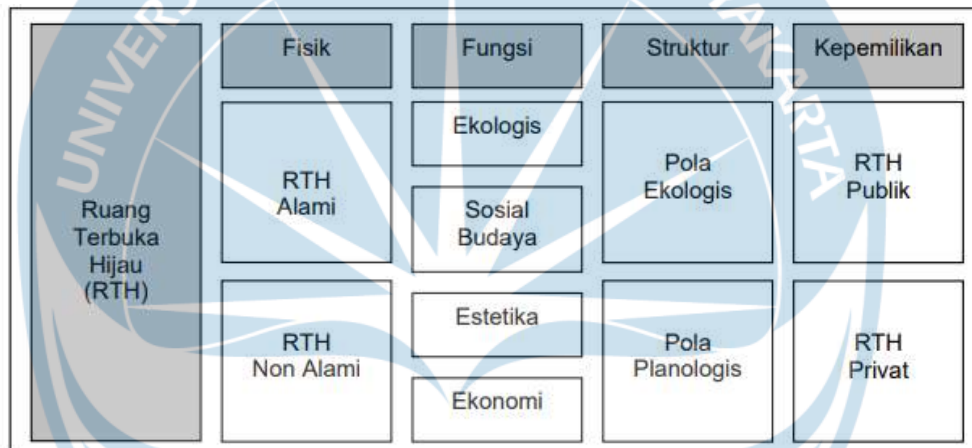 Fisik
Fungsi
Struktur
Kepemilikan
Ruang
Terbuka
Hijau
(RTH)
RTH
Alami
RTH
Non Alami
Ekologis
Sosial
Budaya
Estetika
Ekonomi
Pola
Ekologis
Pola
Planologis
RTH
Publik
RTH
Privat